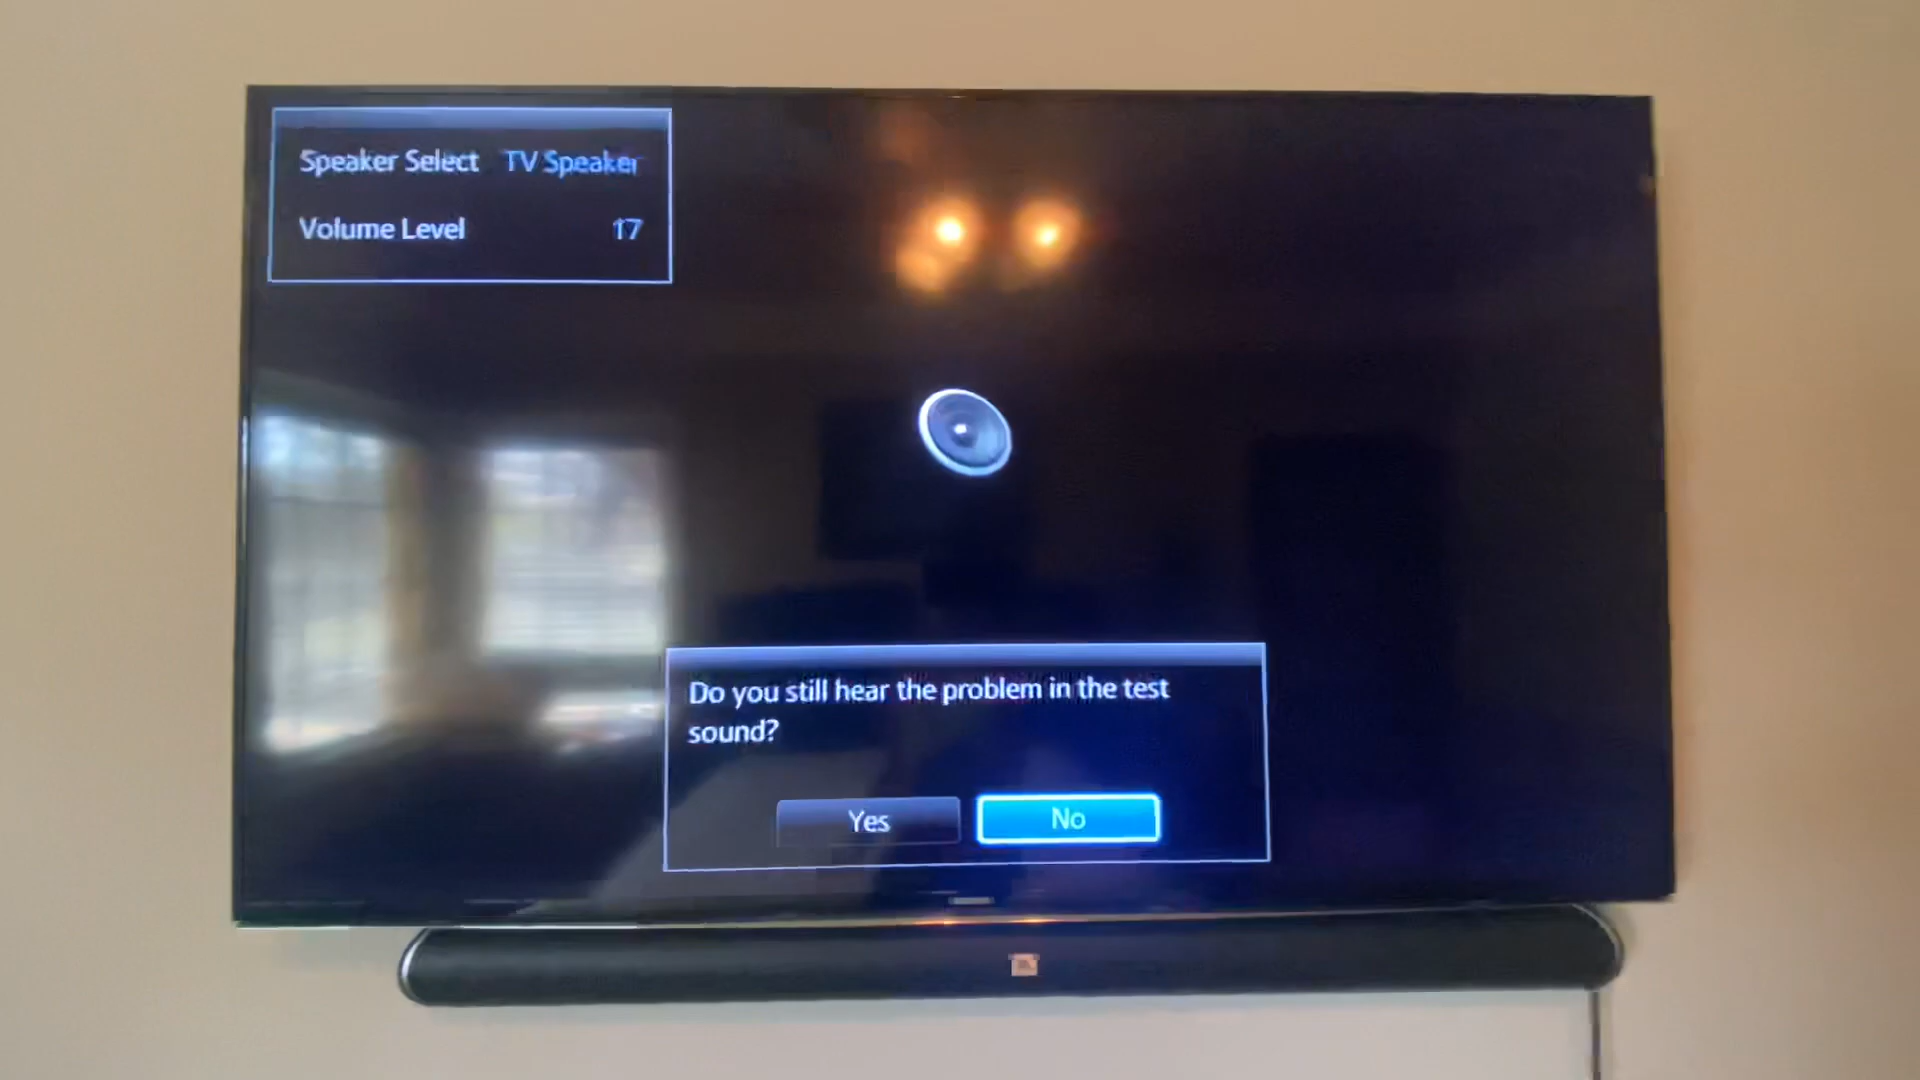 Speaker Select TV Speaker
Volume Level 17
Do you still hear the problem in the test
sound?
Yes No